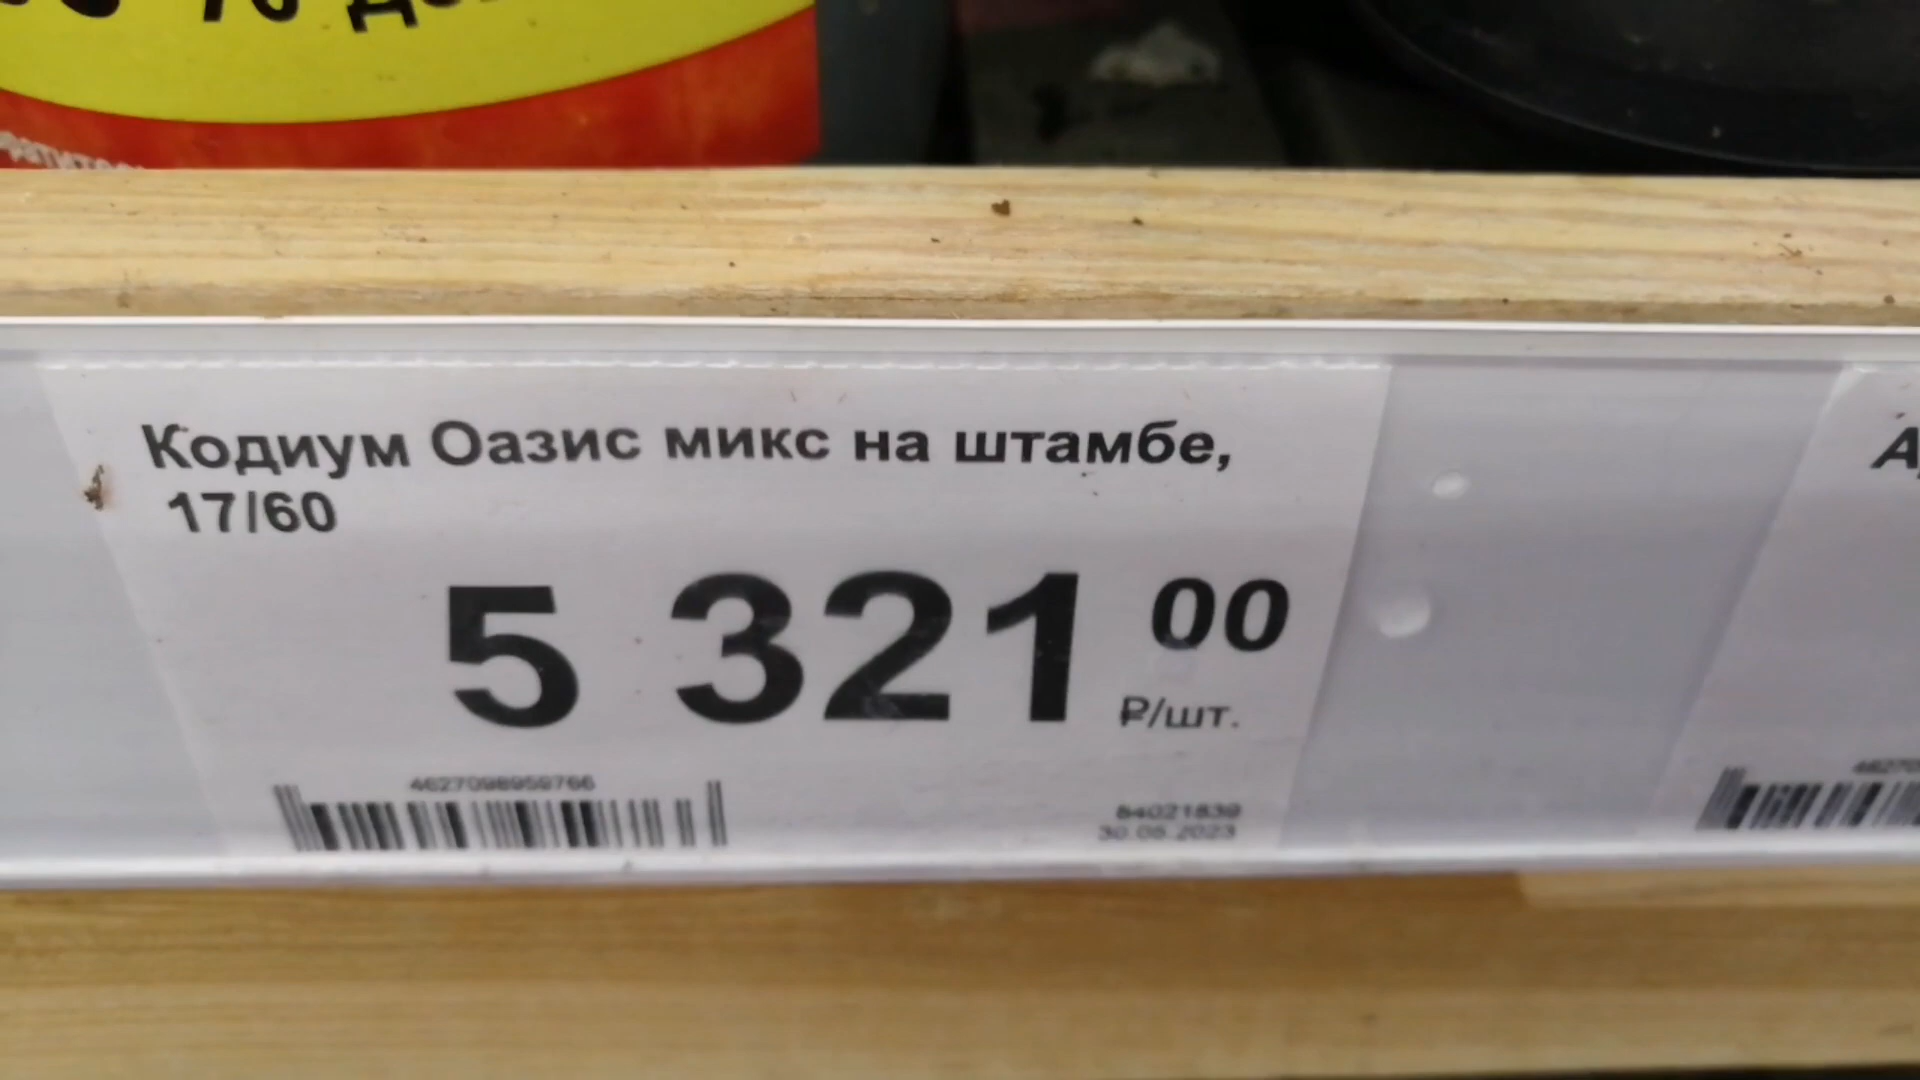 Кодиум Оазис микс на штамбе,
17/60
5 321 00
₽/шт.
4627098959766
84021839
30.05.2023